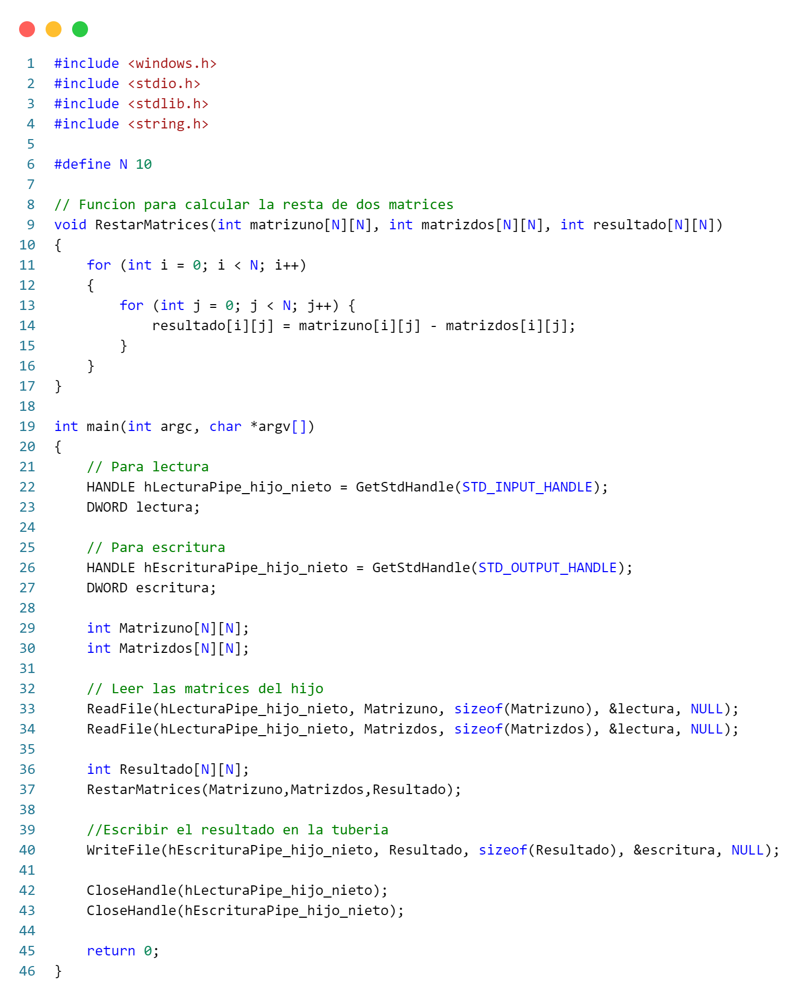 1 #include <windows.h>
2 #include <stdio.h>
3 #include <stdlib.h>
4 #include <string.h>
5
6 #define N 10
7
8 // Funcion para calcular la resta de dos matrices
9 void RestarMatrices(int matrizuno[N][N], int matrizdos[N][N], int resultado[N][N])
10 {
11     for (int i = 0; i < N; i++)
12     {
13         for (int j = 0; j < N; j++) {
14             resultado[i][j] = matrizuno[i][j] - matrizdos[i][j];
15         }
16     }
17 }
18
19 int main(int argc, char *argv[])
20 {
21     // Para lectura
22     HANDLE hLecturaPipe_hijo_nieto = GetStdHandle(STD_INPUT_HANDLE);
23     DWORD lectura;
24
25     // Para escritura
26     HANDLE hEscrituraPipe_hijo_nieto = GetStdHandle(STD_OUTPUT_HANDLE);
27     DWORD escritura;
28
29     int Matrizuno[N][N];
30     int Matrizdos[N][N];
31
32     // Leer las matrices del hijo
33     ReadFile(hLecturaPipe_hijo_nieto, Matrizuno, sizeof(Matrizuno), &lectura, NULL);
34     ReadFile(hLecturaPipe_hijo_nieto, Matrizdos, sizeof(Matrizdos), &lectura, NULL);
35
36     int Resultado[N][N];
37     RestarMatrices(Matrizuno,Matrizdos,Resultado);
38
39     //Escribir el resultado en la tuberia
40     WriteFile(hEscrituraPipe_hijo_nieto, Resultado, sizeof(Resultado), &escritura, NULL);
41
42     CloseHandle(hLecturaPipe_hijo_nieto);
43     CloseHandle(hEscrituraPipe_hijo_nieto);
44
45     return 0;
46 }